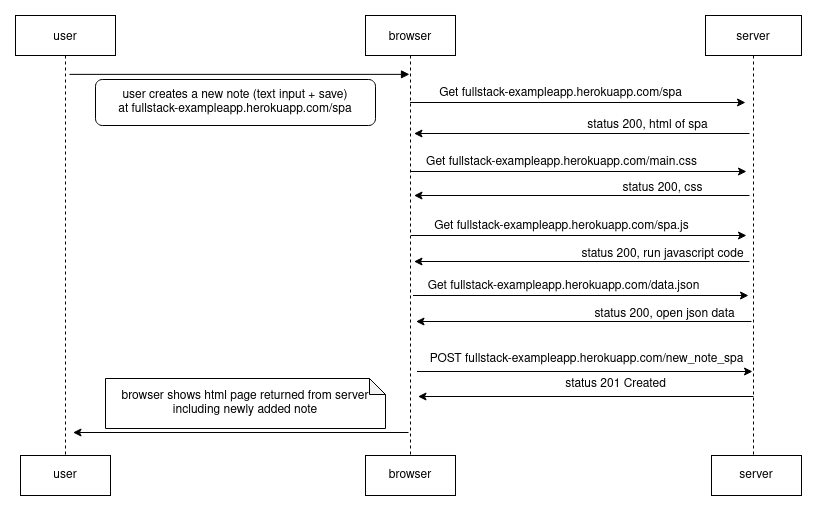 user
browser
server
user creates a new note (text input + save)
at fullstack-exampleapp.herokuapp.com/spa
Get fullstack-exampleapp.herokuapp.com/spa
status 200, html of spa
Get fullstack-exampleapp.herokuapp.com/main.css
status 200, css
Get fullstack-exampleapp.herokuapp.com/spa.js
status 200, run javascript code
Get fullstack-exampleapp.herokuapp.com/data.json
status 200, open json data
POST fullstack-exampleapp.herokuapp.com/new_note_spa
status 201 Created
browser shows html page returned from server
including newly added note
user
browser
server